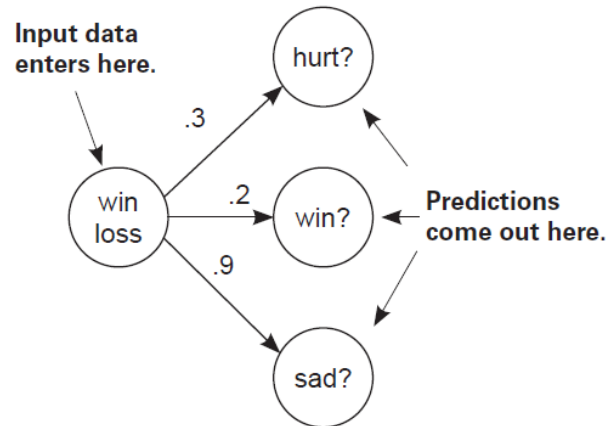 Input data
enters here.
hurt?
.3
win
loss
.2
win?
Predictions
come out here.
.9
sad?